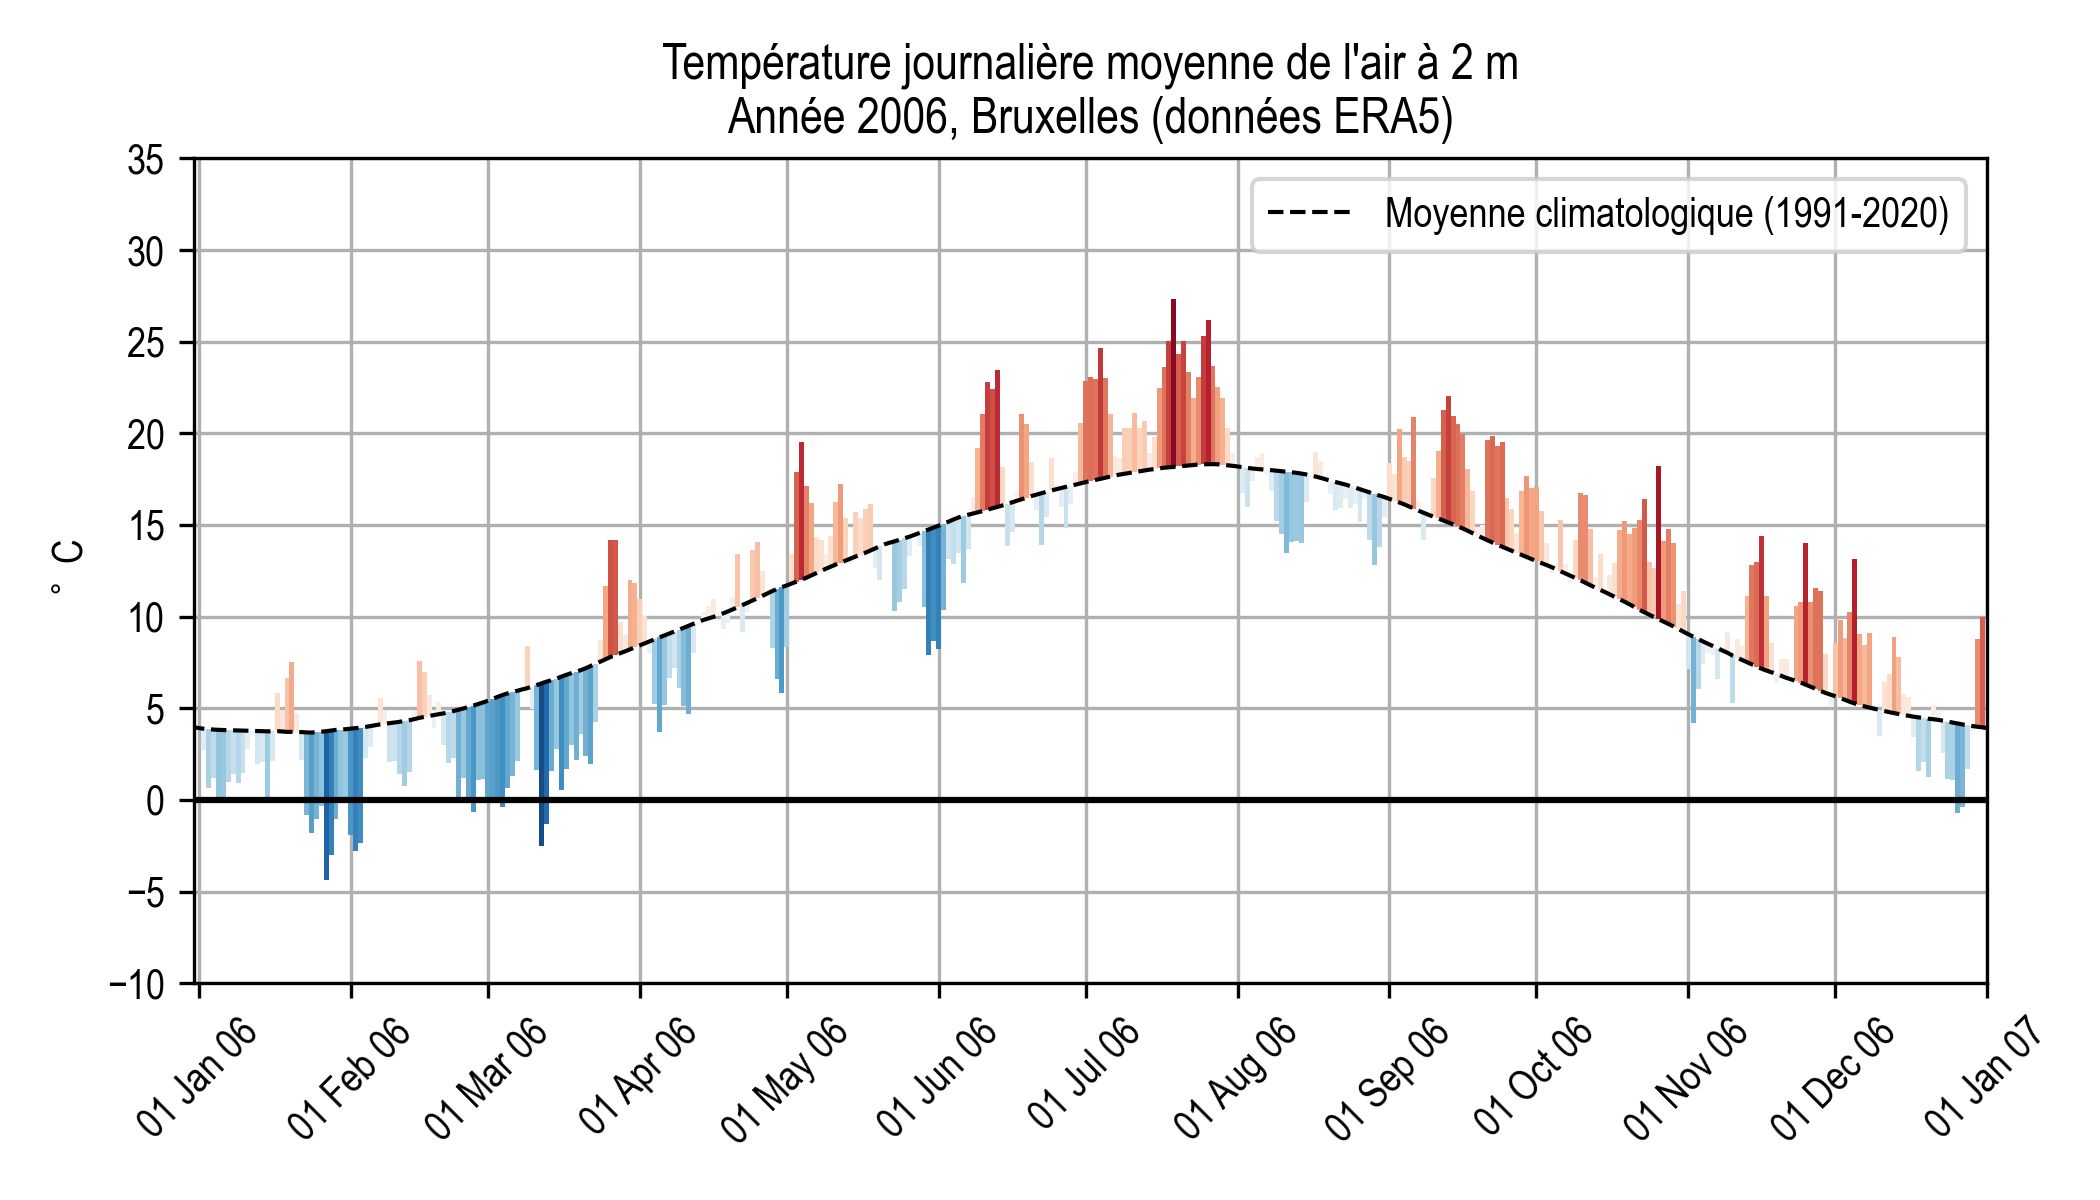 Température journalière moyenne de l'air à 2 m
Année 2006, Bruxelles (données ERA5)
Moyenne climatologique (1991-2020)
35
30
25
20
15
10
5
0
−5
−10
° C
01 Jan 06
01 Feb 06
01 Mar 06
01 Apr 06
01 May 06
01 Jun 06
01 Jul 06
01 Aug 06
01 Sep 06
01 Oct 06
01 Nov 06
01 Dec 06
01 Jan 07